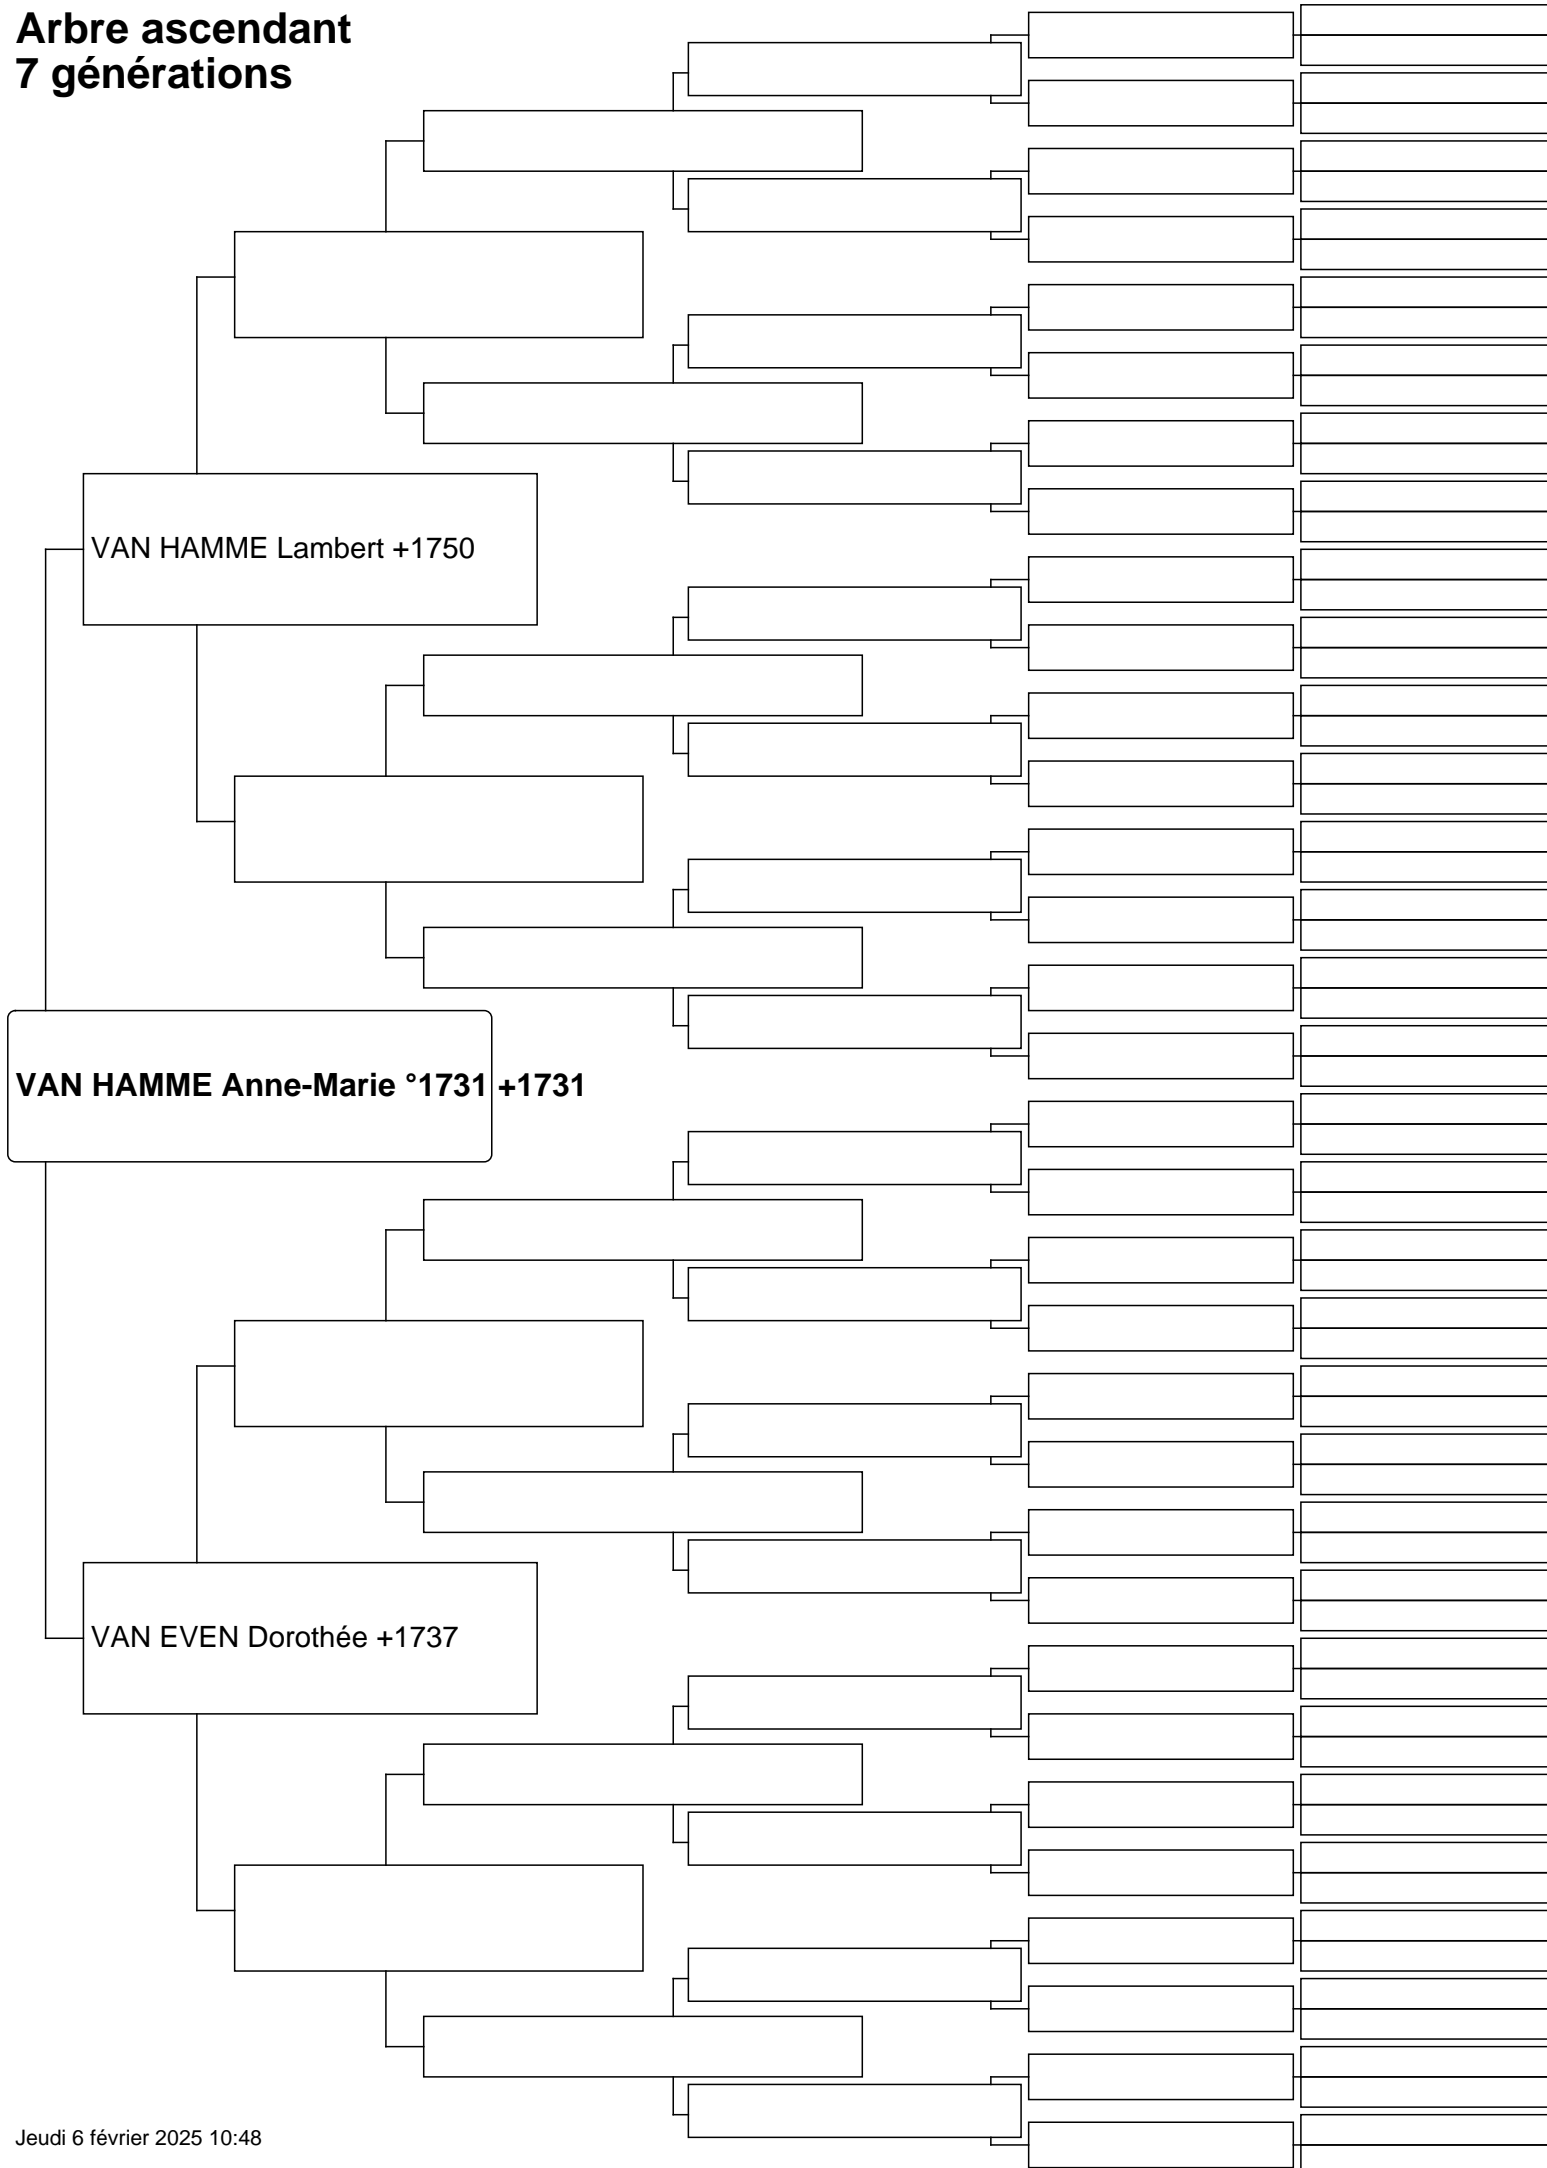 Arbre ascendant
7 générations
VAN HAMME Lambert +1750
VAN HAMME Anne-Marie °1731 +1731
VAN EVEN Dorothée +1737
Jeudi 6 février 2025 10:48